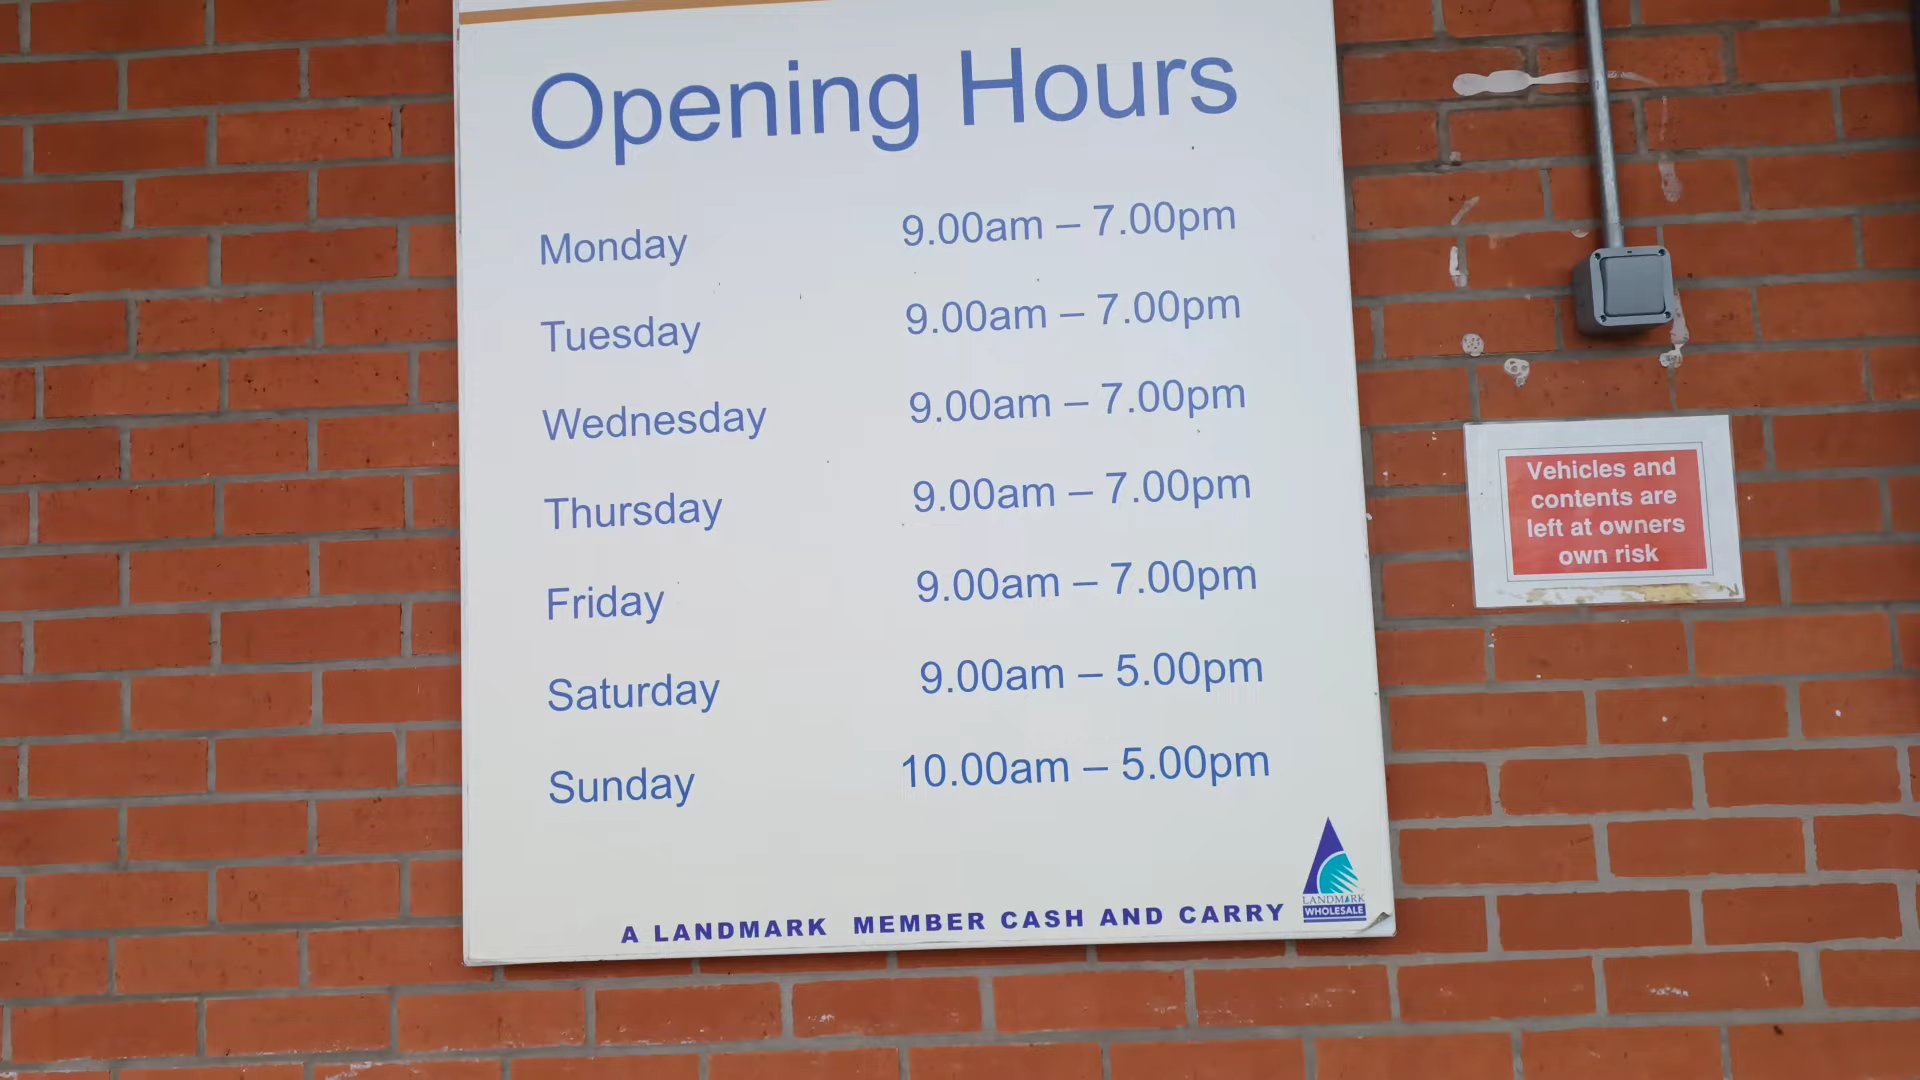 Opening Hours
Monday 9.00am – 7.00pm
Tuesday 9.00am – 7.00pm
Wednesday 9.00am – 7.00pm
Thursday 9.00am – 7.00pm
Friday 9.00am – 7.00pm
Saturday 9.00am – 5.00pm
Sunday 10.00am – 5.00pm
A LANDMARK MEMBER CASH AND CARRY
LANDMARK
WHOLESALE
Vehicles and
contents are
left at owners
own risk